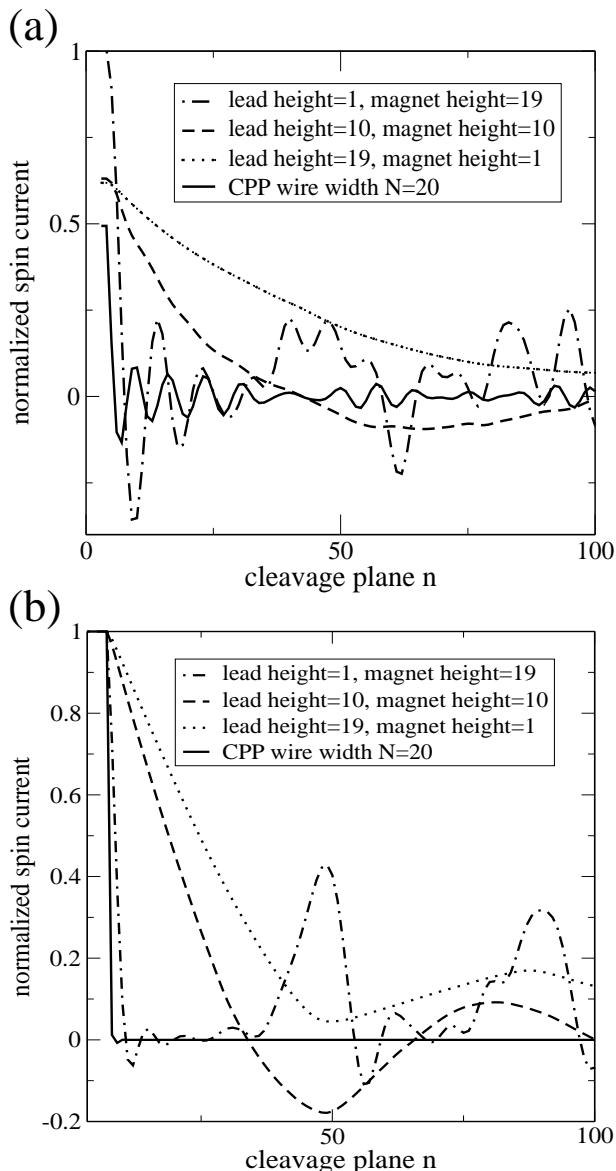 (a)
1
lead height=1, magnet height=19
lead height=10, magnet height=10
lead height=19, magnet height=1
CPP wire width N=20
0.5
0
normalized spin current
0
50
100
cleavage plane n
(b)
1
lead height=1, magnet height=19
lead height=10, magnet height=10
lead height=19, magnet height=1
CPP wire width N=20
0.8
0.6
0.4
0.2
0
-0.2
normalized spin current
50
100
cleavage plane n